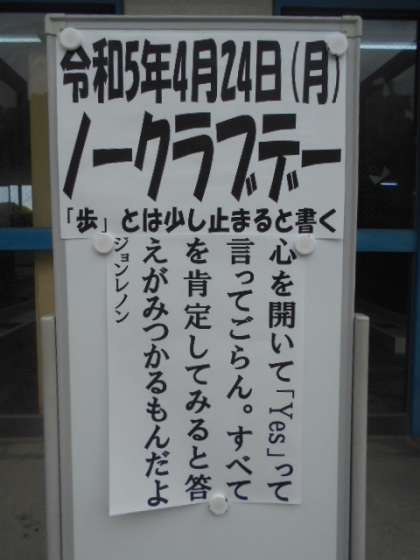 令和5年4月24日(月)
ノークラブデー
「歩」とは少し止まると書く
心を開いて「Yes」って
言ってごらん。すべて
を肯定してみると答
えがみつかるもんだよ
ジョンレノン